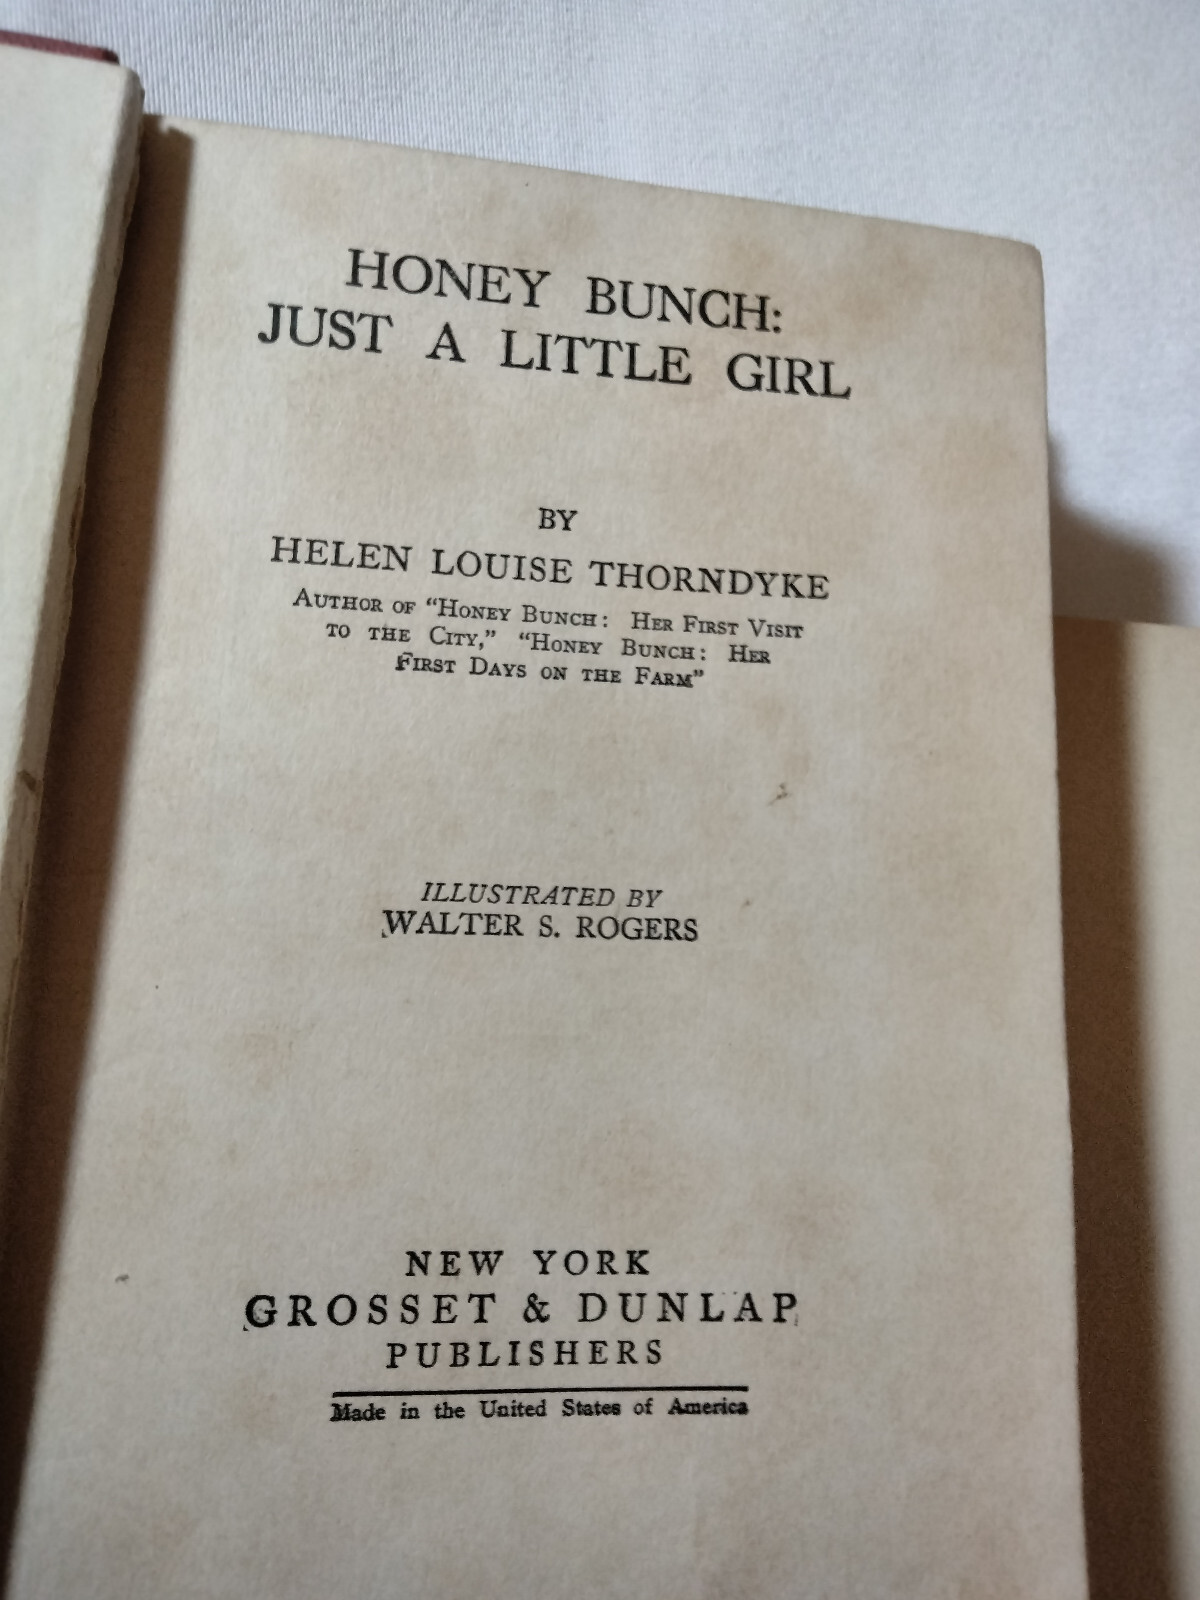 HONEY BUNCH:
JUST A LITTLE GIRL
BY
HELEN LOUISE THORNDYKE
AUTHOR OF "HONEY BUNCH: HER FIRST VISIT
TO THE CITY," "HONEY BUNCH: HER
FIRST DAYS ON THE FARM"
ILLUSTRATED BY
WALTER S. ROGERS
NEW YORK
GROSSET & DUNLAP
PUBLISHERS
Made in the United States of America